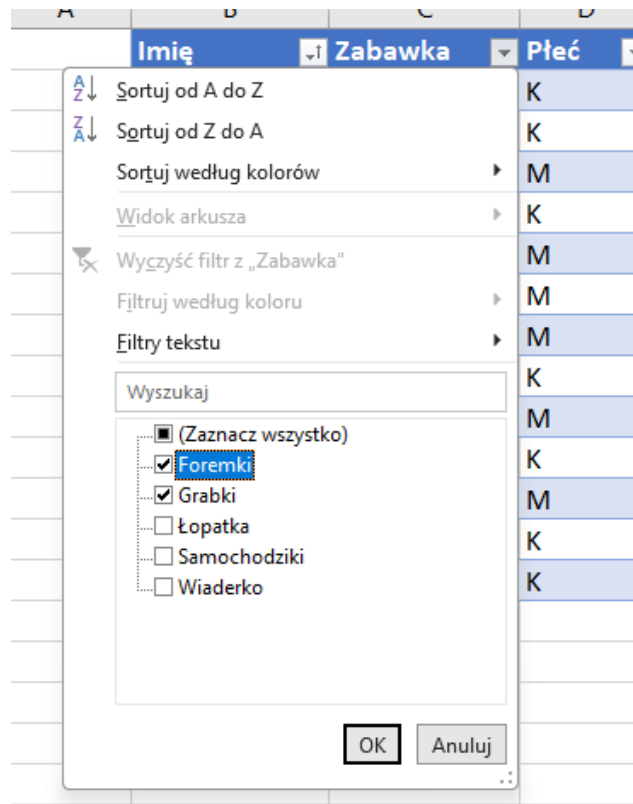 A B C D
Imię Zabawka Płeć
Sortuj od A do Z
K
Sortuj od Z do A
K
Sortuj według kolorów
M
Widok arkusza
K
Wyczyść filtr z „Zabawka”
M
Filtruj według koloru
M
Filtry tekstu
M
K
Wyszukaj
M
(Zaznacz wszystko)
Foremki
K
Grabki
M
Łopatka
K
Samochodziki
Wiaderko
K
OK Anuluj